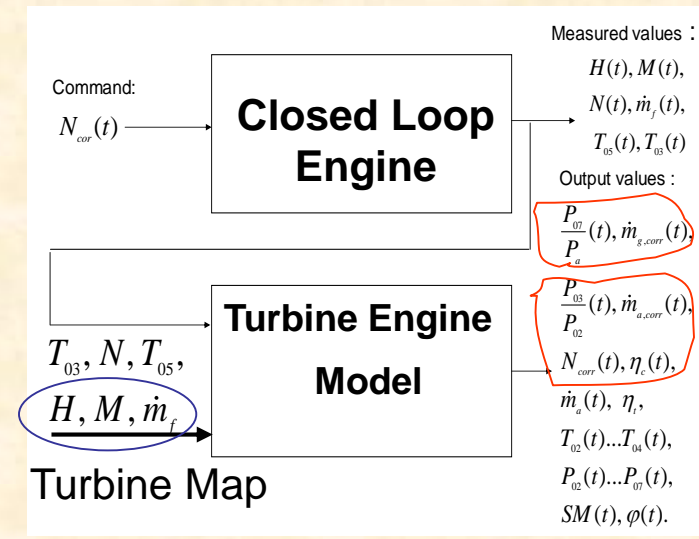 Measured values :
H(t), M(t),
Command:
N_cor(t)
Closed Loop
Engine
N(t), ṁ_f(t),
T_05(t), T_03(t)
Output values :
P_07/P_a (t), ṁ_g,corr(t),
P_03/P_02 (t), ṁ_a,corr(t),
N_corr(t), η_c(t),
ṁ_a(t), η_t,
T_02(t)...T_04(t),
P_02(t)...P_07(t),
SM(t), φ(t).
Turbine Engine
Model
T_03, N, T_05,
H, M, ṁ_f
Turbine Map